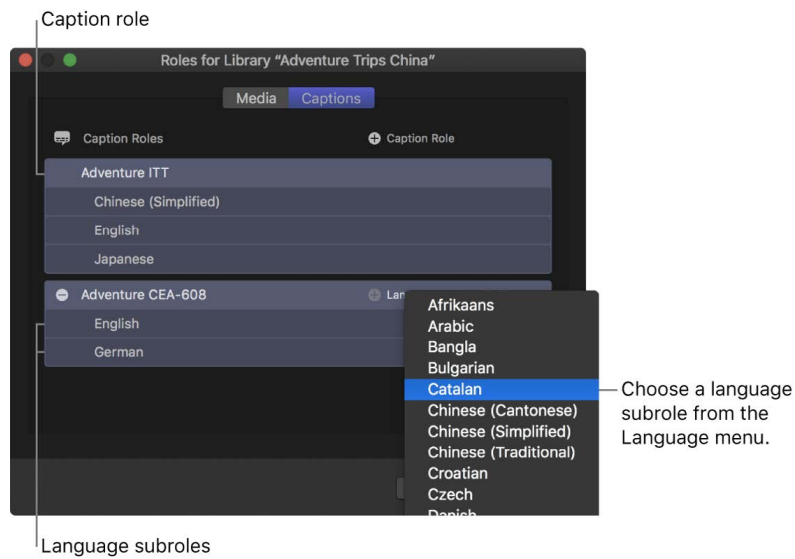 Caption role
Roles for Library “Adventure Trips China”
Media Captions
Caption Roles
Caption Role
Adventure ITT
Chinese (Simplified)
English
Japanese
Adventure CEA-608
Lan
English
German
Afrikaans
Arabic
Bangla
Bulgarian
Catalan
Chinese (Cantonese)
Chinese (Simplified)
Chinese (Traditional)
Croatian
Czech
Danish
Choose a language
subrole from the
Language menu.
Language subroles